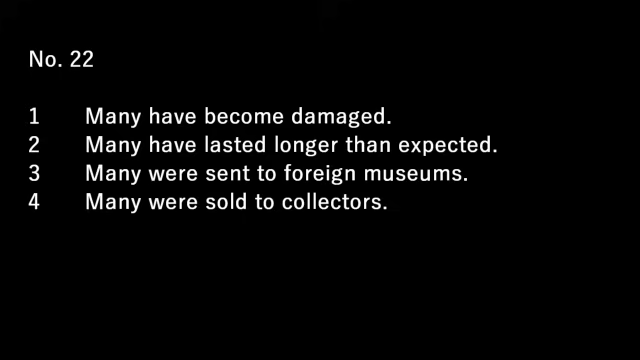 No. 22
1 Many have become damaged.
2 Many have lasted longer than expected.
3 Many were sent to foreign museums.
4 Many were sold to collectors.